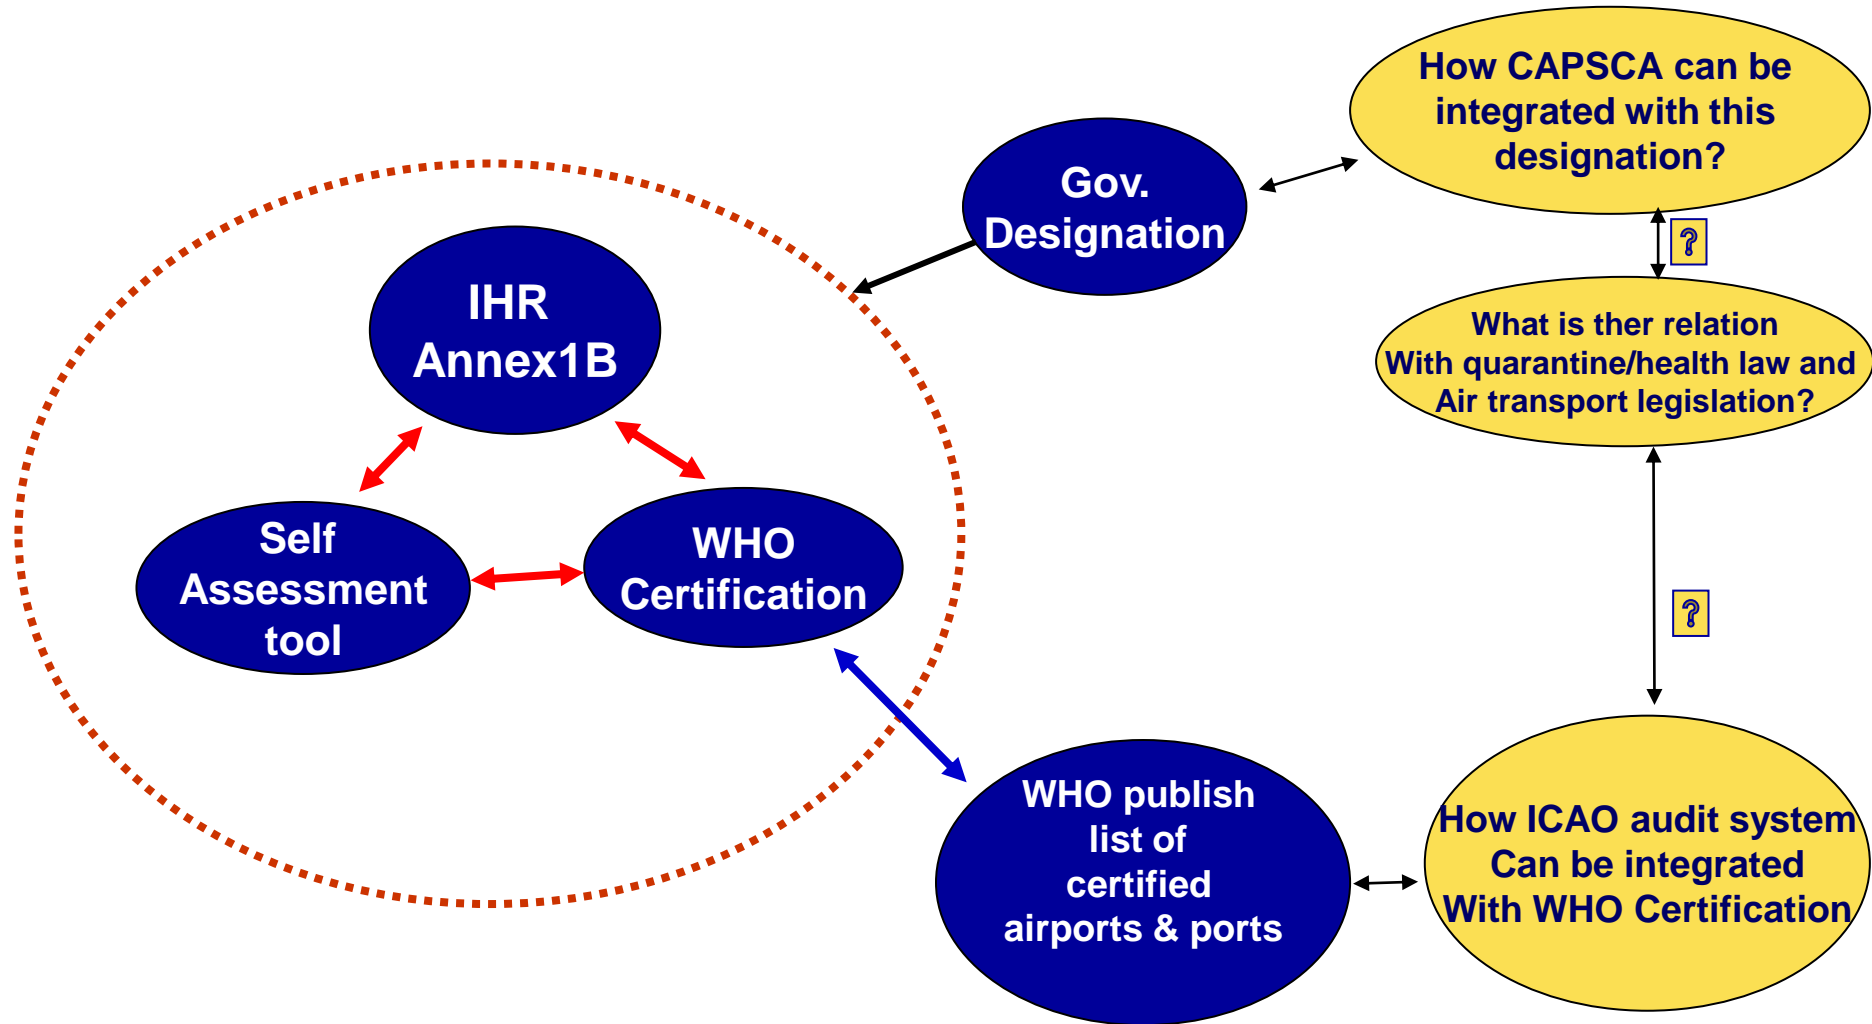 How CAPSCA can be
integrated with this
designation?
Gov.
Designation
?
IHR
Annex1B
What is ther relation
With quarantine/health law and
Air transport legislation?
Self
Assessment
tool
WHO
Certification
?
WHO publish
list of
certified
airports & ports
How ICAO audit system
Can be integrated
With WHO Certification